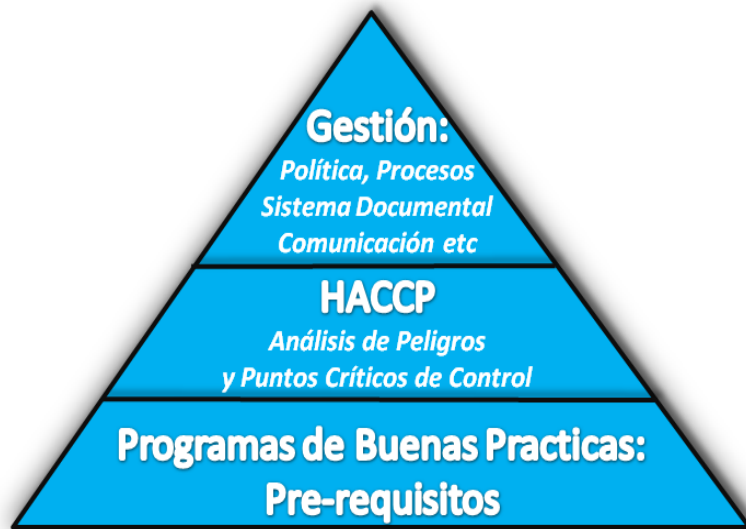 Gestión:
Política, Procesos
Sistema Documental
Comunicación etc
HACCP
Análisis de Peligros
y Puntos Críticos de Control
Programas de Buenas Practicas:
Pre-requisitos